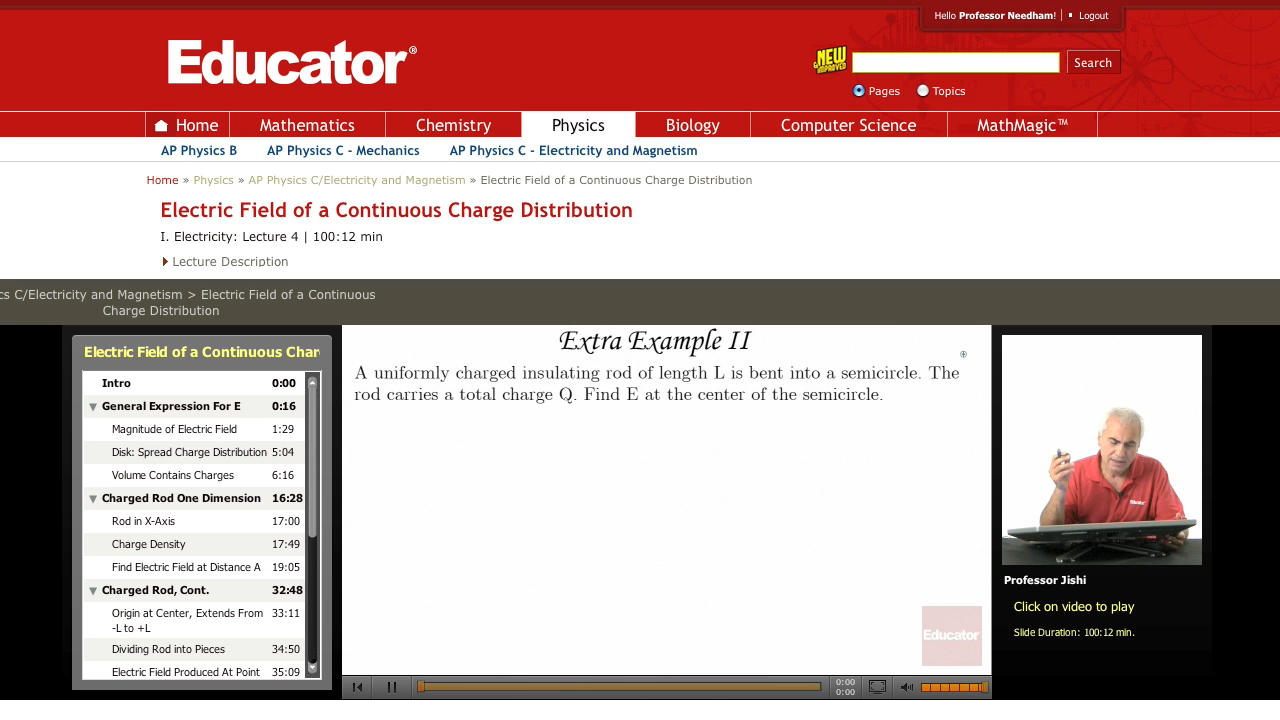 Hello Professor Needham! Logout
Educator®
NEW & IMPROVED
Search
Pages Topics
Home Mathematics Chemistry Physics Biology Computer Science MathMagic™
AP Physics B AP Physics C - Mechanics AP Physics C - Electricity and Magnetism
Home » Physics » AP Physics C/Electricity and Magnetism » Electric Field of a Continuous Charge Distribution
Electric Field of a Continuous Charge Distribution
I. Electricity: Lecture 4 | 100:12 min
Lecture Description
cs C/Electricity and Magnetism > Electric Field of a Continuous
Charge Distribution
Electric Field of a Continuous Char
Intro 0:00
General Expression For E 0:16
Magnitude of Electric Field 1:29
Disk: Spread Charge Distribution 5:04
Volume Contains Charges 6:16
Charged Rod One Dimension 16:28
Rod in X-Axis 17:00
Charge Density 17:49
Find Electric Field at Distance A 19:05
Charged Rod, Cont. 32:48
Origin at Center, Extends From 33:11
-L to +L
Dividing Rod into Pieces 34:50
Electric Field Produced At Point 35:09
Extra Example II
A uniformly charged insulating rod of length L is bent into a semicircle. The
rod carries a total charge Q. Find E at the center of the semicircle.
Educator
0:00
0:00
Educator
Professor Jishi
Click on video to play
Slide Duration: 100:12 min.